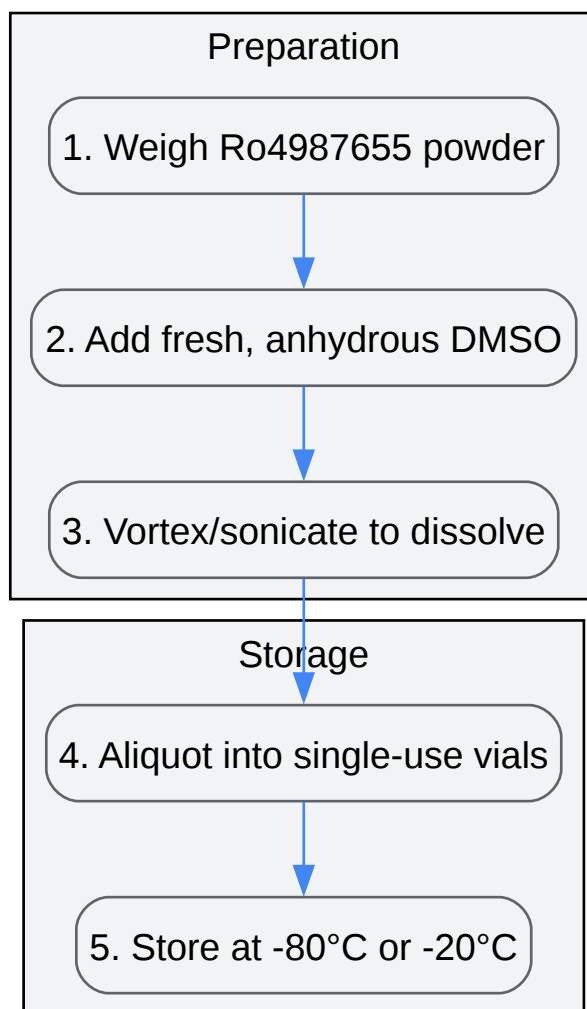 Preparation
1. Weigh Ro4987655 powder
2. Add fresh, anhydrous DMSO
3. Vortex/sonicate to dissolve
Storage
4. Aliquot into single-use vials
5. Store at -80°C or -20°C